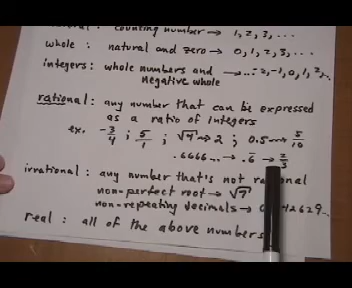 counting number → 1, 2, 3, ...
whole : natural and zero → 0, 1, 2, 3, ...
integers : whole numbers and → ... -2, -1, 0, 1, 2, ..
negative whole
rational : any number that can be expressed
as a ratio of integers
ex. -3/4 ; 5/1 ; √4 → 2 ; 0.5 → 5/10
.6666... → .6̅ → 2/3
irrational : any number that's not rational
non-perfect root → √7
non-repeating decimals →
real : all of the above numbers